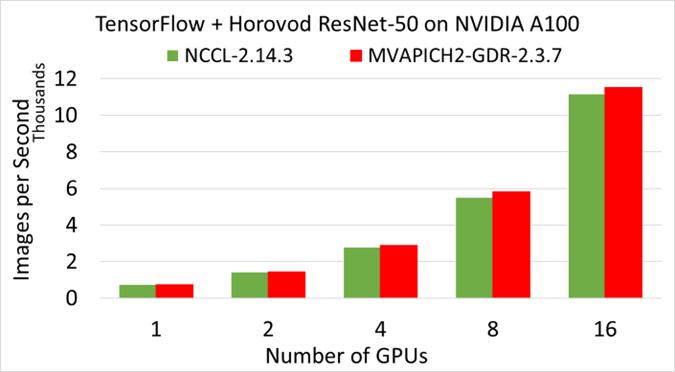 TensorFlow + Horovod ResNet-50 on NVIDIA A100
NCCL-2.14.3 MVAPICH2-GDR-2.3.7
Images per Second
Thousands
12
10
8
6
4
2
0
1 2 4 8 16
Number of GPUs